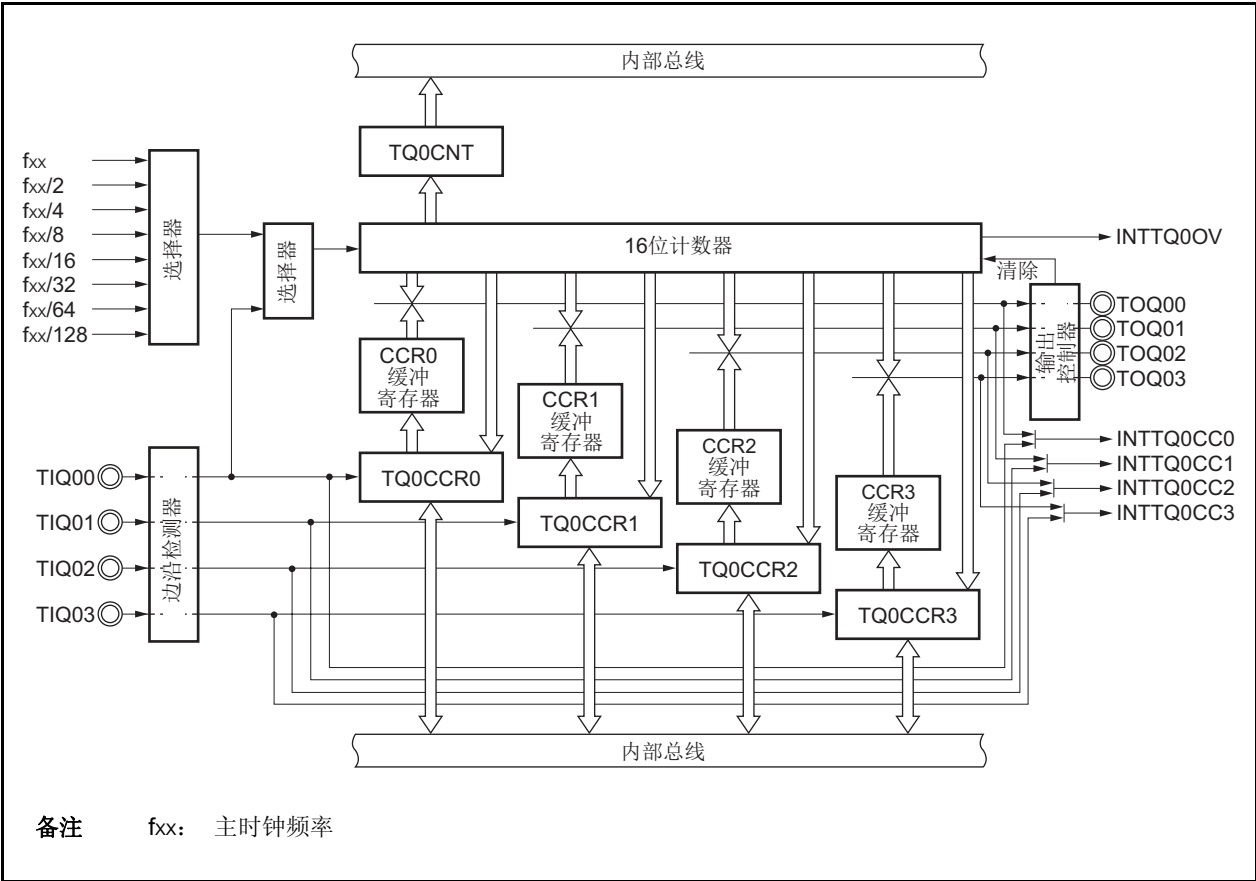 内部总线
TQ0CNT
fxx
fxx/2
fxx/4
fxx/8
fxx/16
fxx/32
fxx/64
fxx/128
选择器
选择器
16位计数器
INTTQ0OV
清除
输出
控制器
TOQ00
TOQ01
TOQ02
TOQ03
CCR0
缓冲
寄存器
CCR1
缓冲
寄存器
CCR2
缓冲
寄存器
CCR3
缓冲
寄存器
INTTQ0CC0
INTTQ0CC1
INTTQ0CC2
INTTQ0CC3
TIQ00
TIQ01
TIQ02
TIQ03
边沿检测器
TQ0CCR0
TQ0CCR1
TQ0CCR2
TQ0CCR3
内部总线
备注 fxx： 主时钟频率